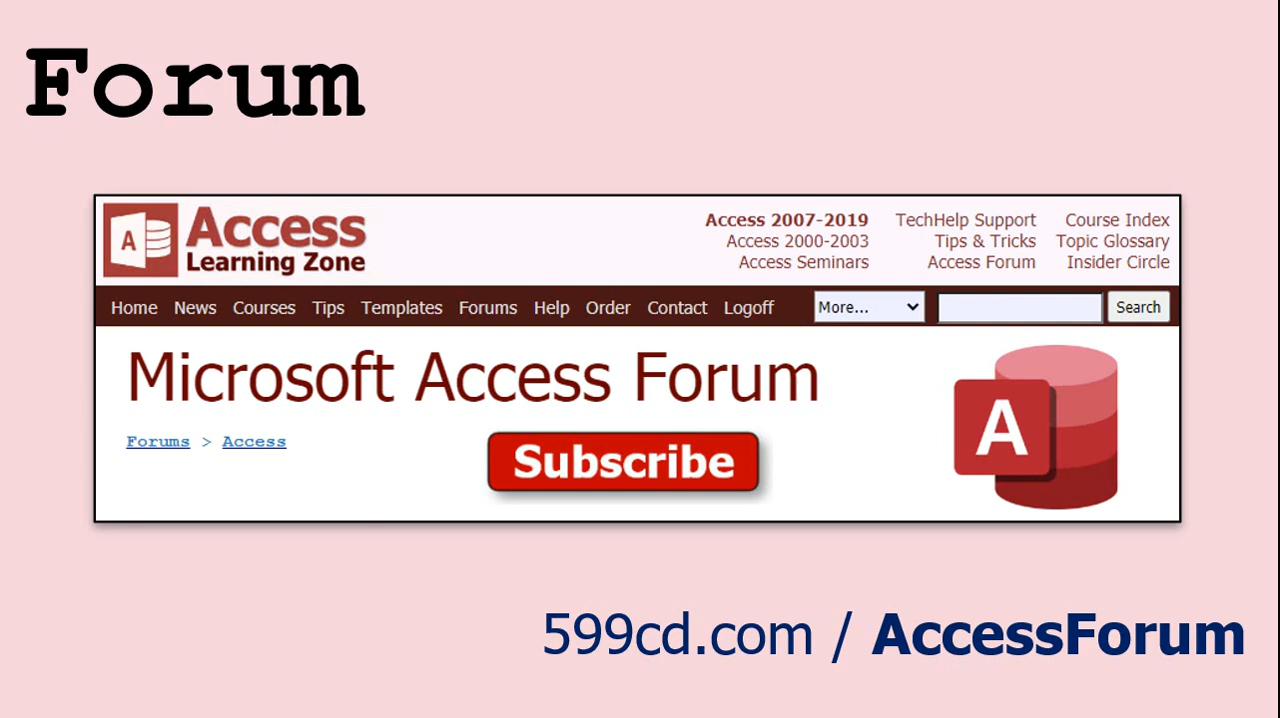 Forum
A
Access
Learning Zone
Access 2007-2019 TechHelp Support Course Index
Access 2000-2003 Tips & Tricks Topic Glossary
Access Seminars Access Forum Insider Circle
Home News Courses Tips Templates Forums Help Order Contact Logoff More... Search
Microsoft Access Forum
Forums > Access
Subscribe
A
599cd.com / AccessForum